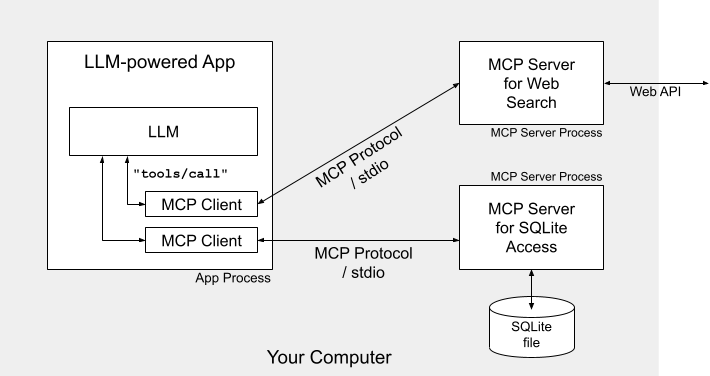 LLM-powered App
LLM
"tools/call"
MCP Client
MCP Client
App Process
MCP Protocol
/ stdio
MCP Protocol
/ stdio
MCP Server
for Web
Search
MCP Server Process
Web API
MCP Server Process
MCP Server
for SQLite
Access
SQLite
file
Your Computer